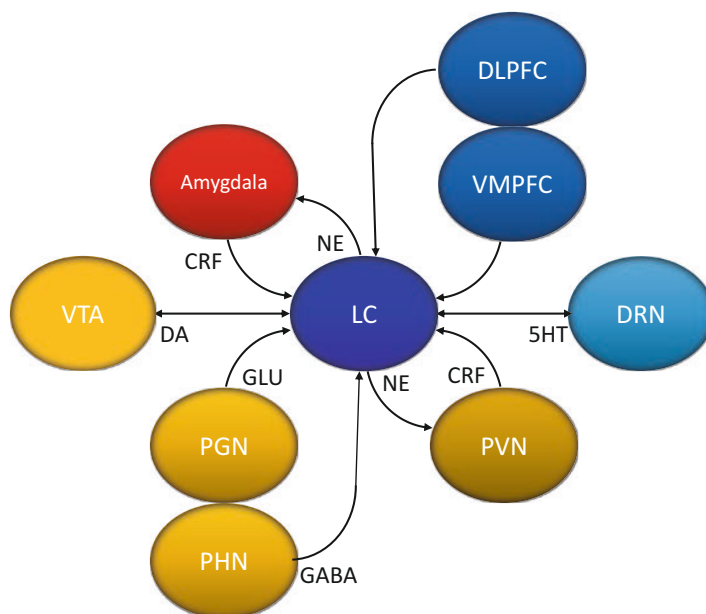 DLPFC
Amygdala
VMPFC
NE
CRF
VTA
LC
DRN
DA
5HT
GLU
NE
CRF
PGN
PVN
PHN
GABA